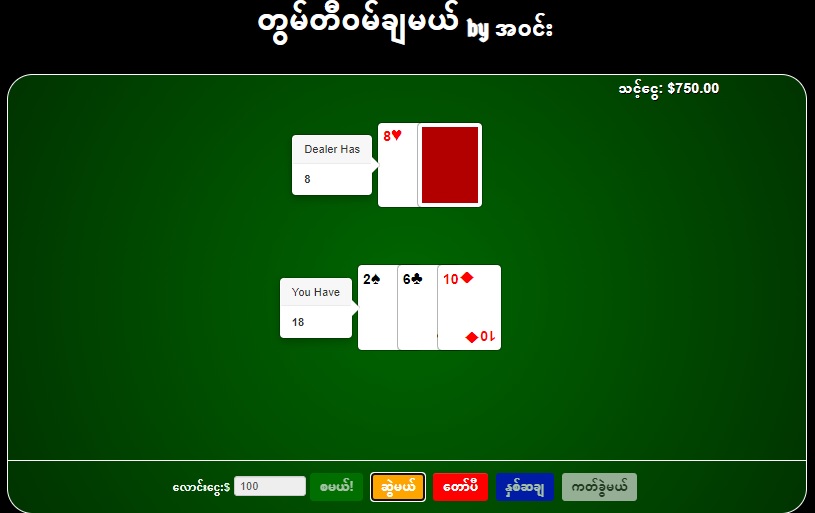 တွမ်တီဝမ်ချမယ် by အဝင်း
သင့်ငွေ: $750.00
8♥
Dealer Has
8
2♠ 6♣ 10♦
You Have
18
10♦
လောင်းငွေ:$ 100 စမယ်! ဆွဲမယ် တော်ပီ နှစ်ဆချ ကတ်ခွဲမယ်